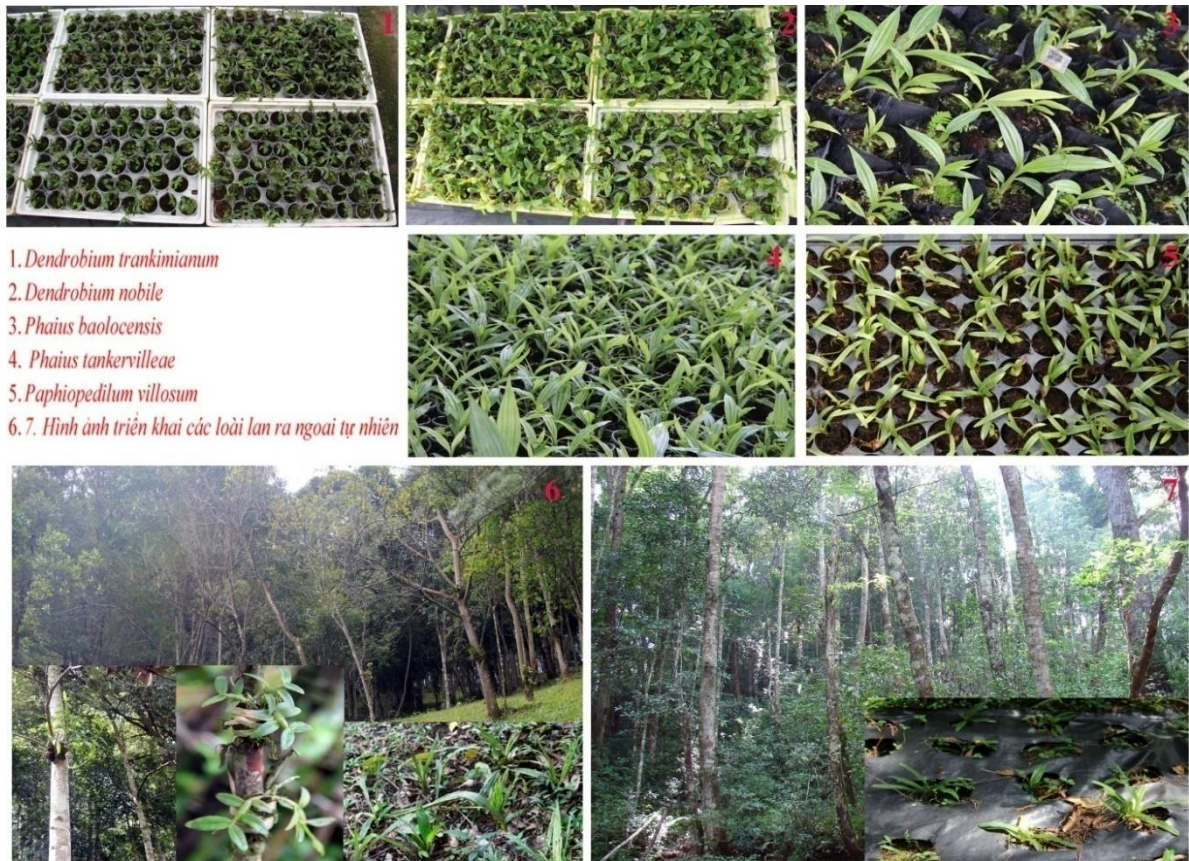 1
2
3
1. Dendrobium trankimianum
2. Dendrobium nobile
3. Phaius baolocensis
4. Phaius tankervilleae
5. Paphiopedilum villosum
6.7. Hình ảnh triển khai các loài lan ra ngoai tự nhiên
4
5
6
7